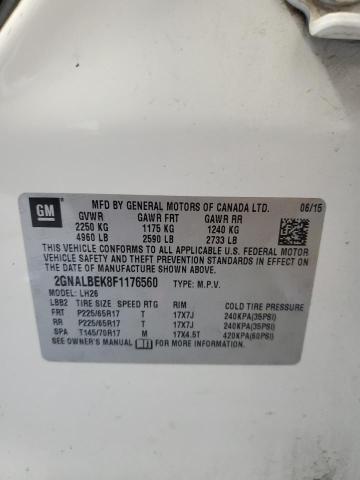 GM
MFD BY GENERAL MOTORS OF CANADA LTD. 06/15
GVWR GAWR FRT GAWR RR
2250 KG 1175 KG 1240 KG
4960 LB 2590 LB 2733 LB
THIS VEHICLE CONFORMS TO ALL APPLICABLE U.S. FEDERAL MOTOR
VEHICLE SAFETY AND THEFT PREVENTION STANDARDS IN EFFECT
ON THE DATE OF MANUFACTURE SHOWN ABOVE.
2GNALBEK8F1176560 TYPE: M.P.V.
MODEL: LH26
LBB2 TIRE SIZE SPEED RTG RIM COLD TIRE PRESSURE
FRT P225/65R17 T 17X7J 240KPA(35PSI)
RR P225/65R17 T 17X7J 240KPA(35PSI)
SPA T145/70R17 M 17X4.5T 420KPA(60PSI)
SEE OWNER'S MANUAL FOR MORE INFORMATION.